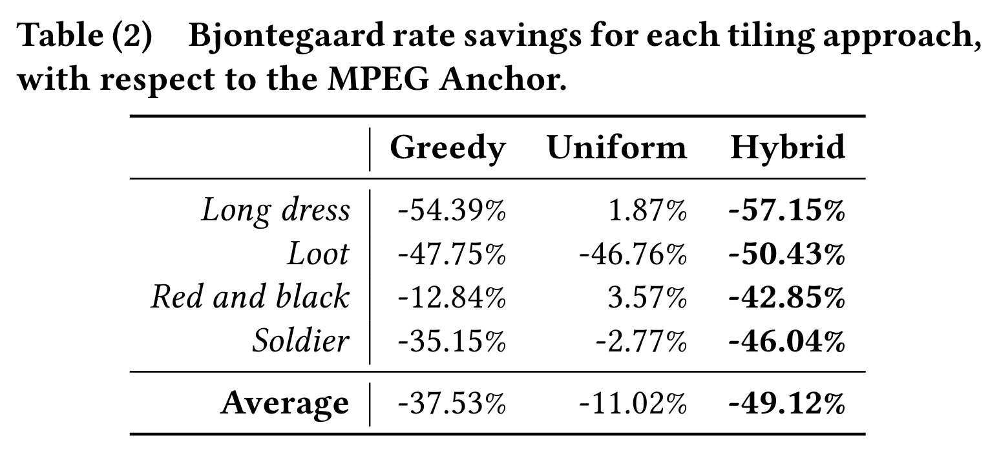 Table (2) Bjontegaard rate savings for each tiling approach,
with respect to the MPEG Anchor.
Greedy Uniform Hybrid
Long dress -54.39% 1.87% -57.15%
Loot -47.75% -46.76% -50.43%
Red and black -12.84% 3.57% -42.85%
Soldier -35.15% -2.77% -46.04%
Average -37.53% -11.02% -49.12%